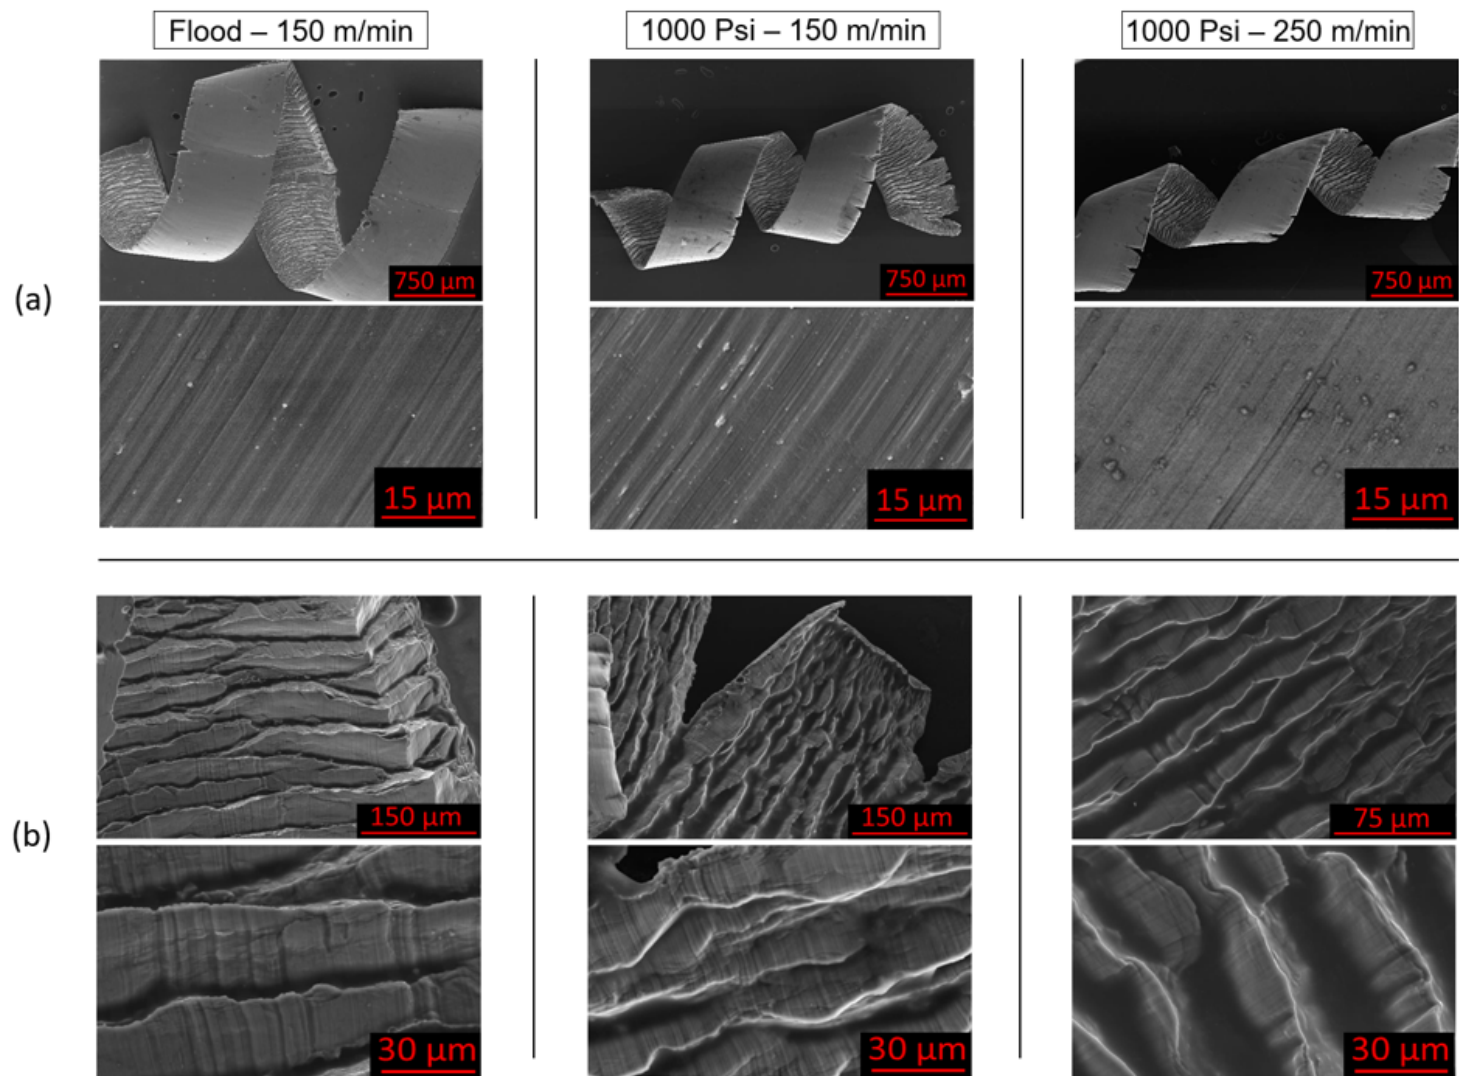 Flood – 150 m/min
1000 Psi – 150 m/min
1000 Psi – 250 m/min
(a)
750 µm
750 µm
750 µm
15 µm
15 µm
15 µm
(b)
150 µm
150 µm
75 µm
30 µm
30 µm
30 µm